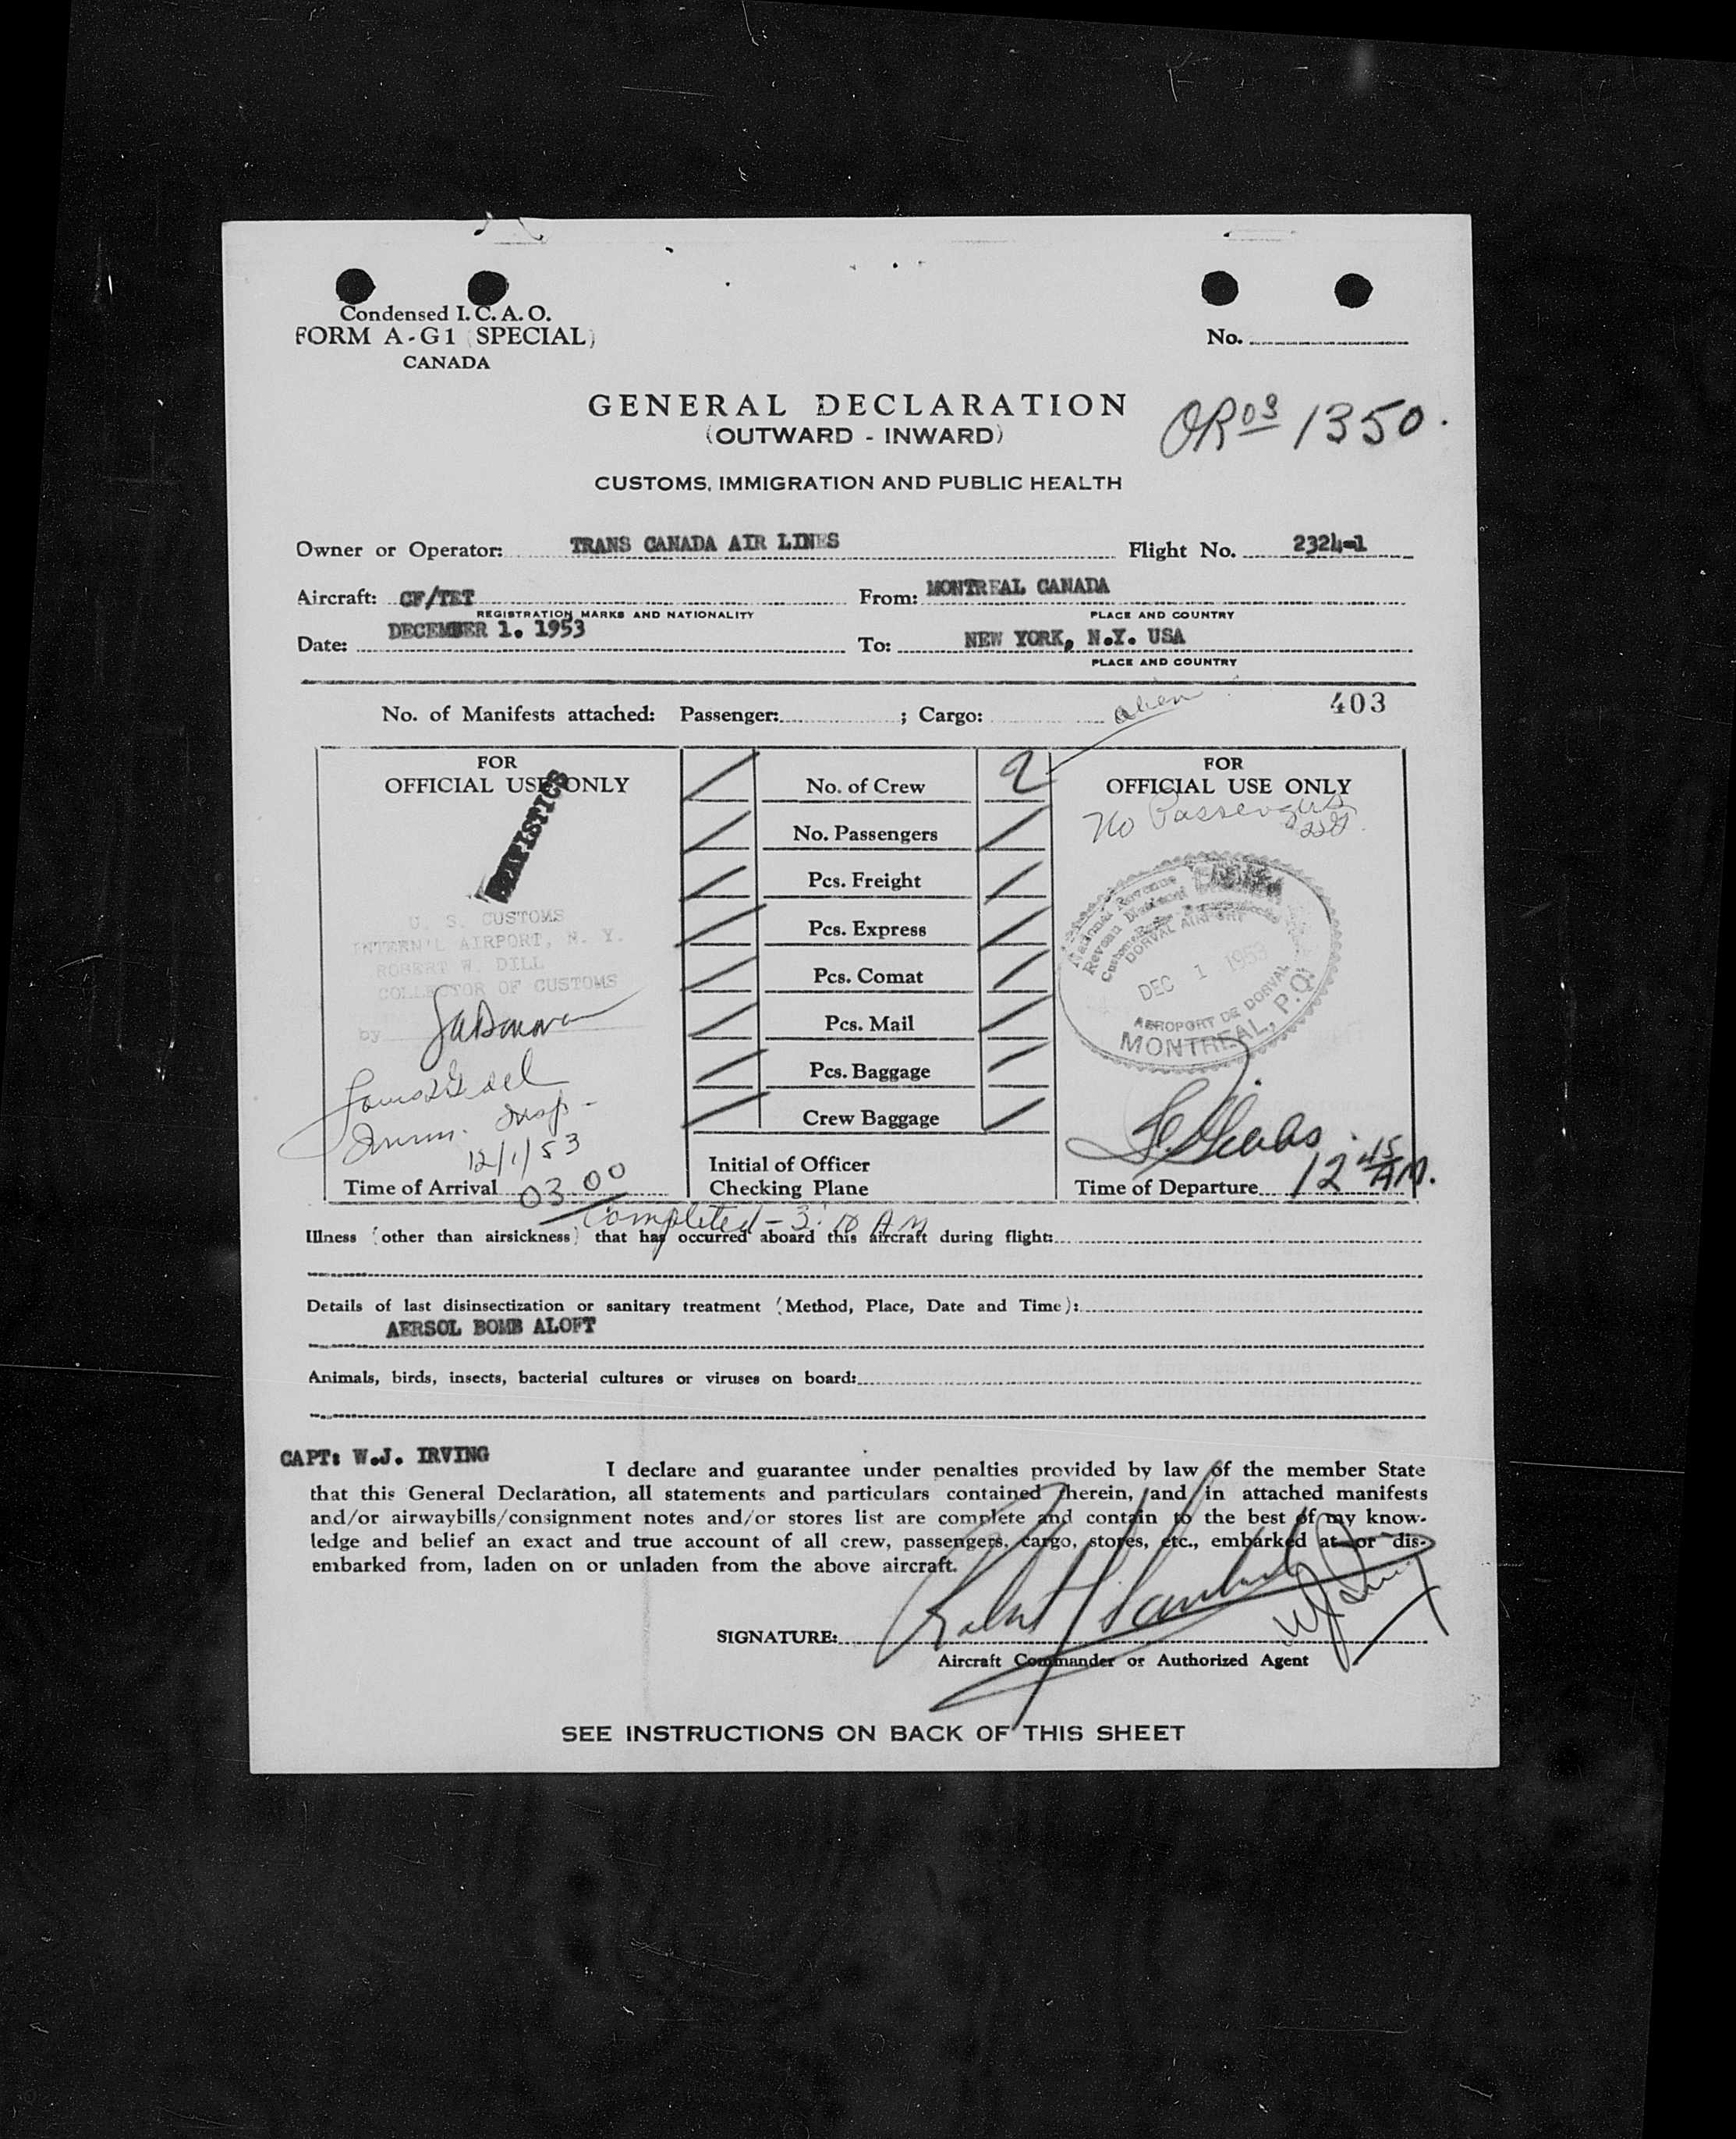 Condensed I.C.A.O.
FORM A-G1 (SPECIAL)
CANADA
No.
GENERAL DECLARATION
(OUTWARD - INWARD)
1350.
CUSTOMS, IMMIGRATION AND PUBLIC HEALTH
Owner or Operator: TRANS CANADA AIR LINES Flight No. 2324-1
Aircraft: CF/TET From: MONTREAL CANADA
REGISTRATION MARKS AND NATIONALITY PLACE AND COUNTRY
Date: DECEMBER 1. 1953 To: NEW YORK, N.Y. USA
PLACE AND COUNTRY
403
No. of Manifests attached: Passenger: ; Cargo: alien
FOR
OFFICIAL USE ONLY
STATISTICS
U. S. CUSTOMS
INTERN'L AIRPORT, N. Y.
ROBERT W. DILL
COLLECTOR OF CUSTOMS
by
Imm. Insp-
12/1/53
Time of Arrival 03.00
Completed - 3:10 AM
No. of Crew 2
No. Passengers
Pcs. Freight
Pcs. Express
Pcs. Comat
Pcs. Mail
Pcs. Baggage
Crew Baggage
Initial of Officer
Checking Plane
FOR
OFFICIAL USE ONLY
No Passengers
National Revenue
DORVAL AIRPORT
DEC 1 1953
AEROPORT DE DORVAL
MONTREAL, P.Q.
Time of Departure 12 45 AM.
Illness (other than airsickness) that has occurred aboard this aircraft during flight:
Details of last disinsectization or sanitary treatment (Method, Place, Date and Time):
AERSOL BOMB ALOFT
Animals, birds, insects, bacterial cultures or viruses on board:
CAPT: W.J. IRVING
I declare and guarantee under penalties provided by law of the member State
that this General Declaration, all statements and particulars contained therein, and in attached manifests
and/or airwaybills/consignment notes and/or stores list are complete and contain to the best of my know-
ledge and belief an exact and true account of all crew, passengers, cargo, stores, etc., embarked at or dis-
embarked from, laden on or unladen from the above aircraft.
SIGNATURE: WJ Irving
Aircraft Commander or Authorized Agent
SEE INSTRUCTIONS ON BACK OF THIS SHEET